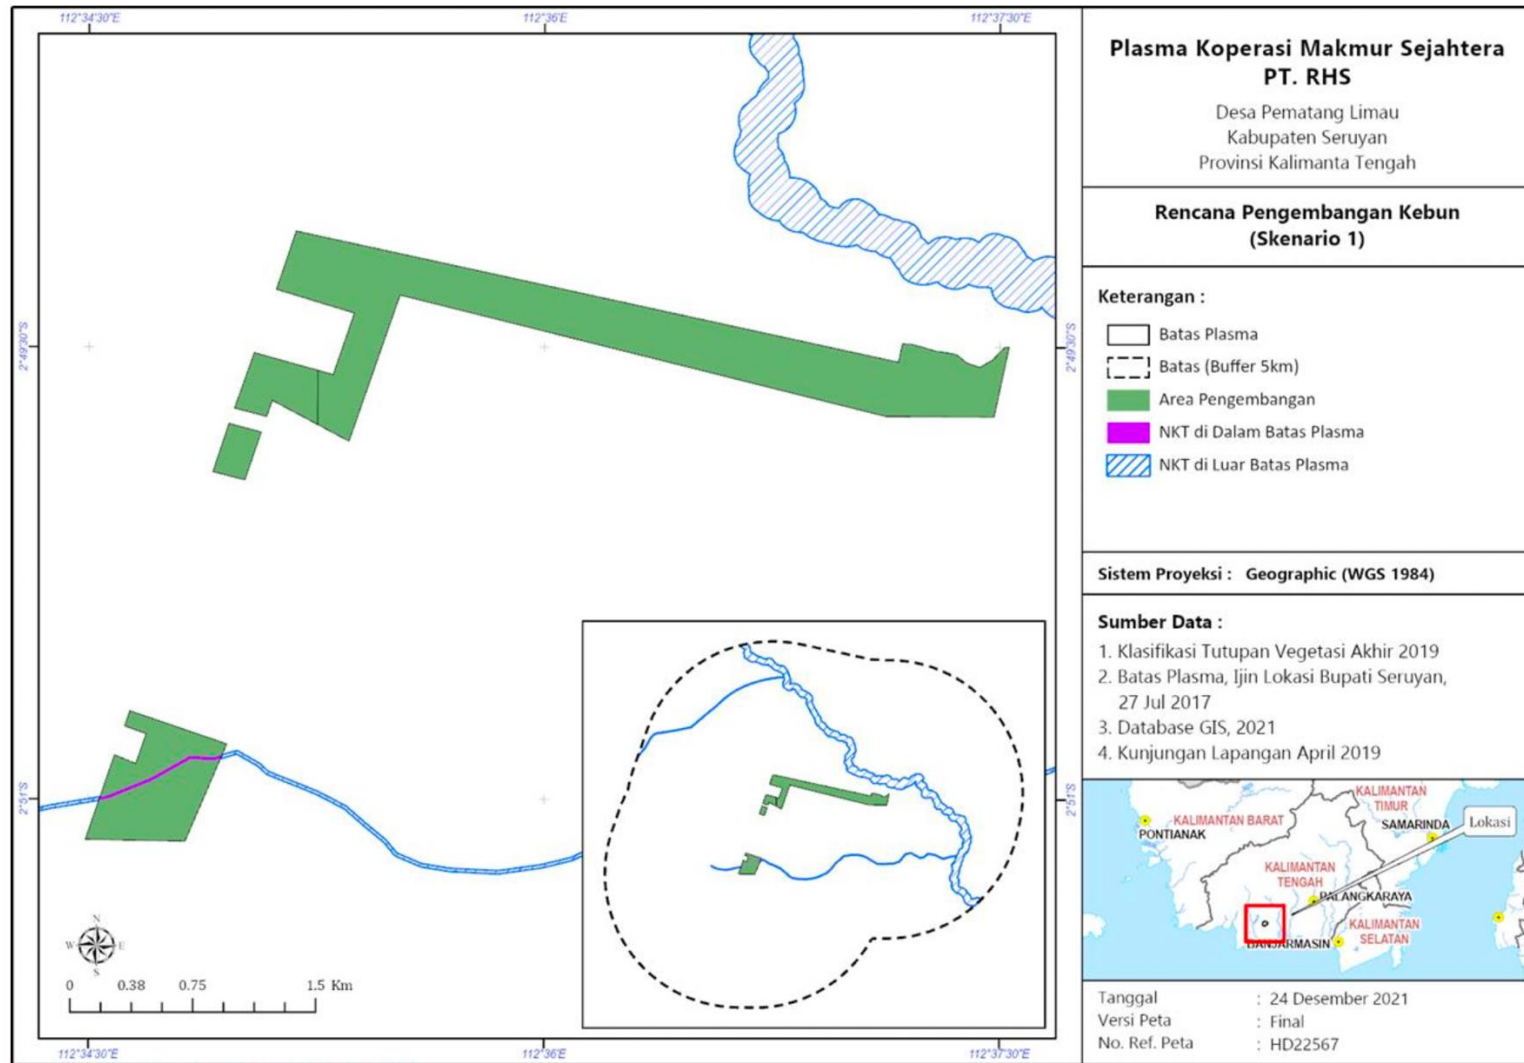 112°34'30"E
112°36'E
112°37'30"E
2°49'30"S
2°49'30"S
2°51'S
2°51'S
N
W
E
S
0 0.38 0.75 1.5 Km
112°34'30"E
112°36'E
112°37'30"E
Plasma Koperasi Makmur Sejahtera
PT. RHS
Desa Pematang Limau
Kabupaten Seruyan
Provinsi Kalimanta Tengah
Rencana Pengembangan Kebun
(Skenario 1)
Keterangan :
Batas Plasma
Batas (Buffer 5km)
Area Pengembangan
NKT di Dalam Batas Plasma
NKT di Luar Batas Plasma
Sistem Proyeksi : Geographic (WGS 1984)
Sumber Data :
1. Klasifikasi Tutupan Vegetasi Akhir 2019
2. Batas Plasma, Ijin Lokasi Bupati Seruyan,
27 Jul 2017
3. Database GIS, 2021
4. Kunjungan Lapangan April 2019
KALIMANTAN
TIMUR
KALIMANTAN BARAT
PONTIANAK
SAMARINDA
Lokasi
KALIMANTAN
TENGAH
PALANGKARAYA
KALIMANTAN
SELATAN
BANJARMASIN
Tanggal : 24 Desember 2021
Versi Peta : Final
No. Ref. Peta : HD22567